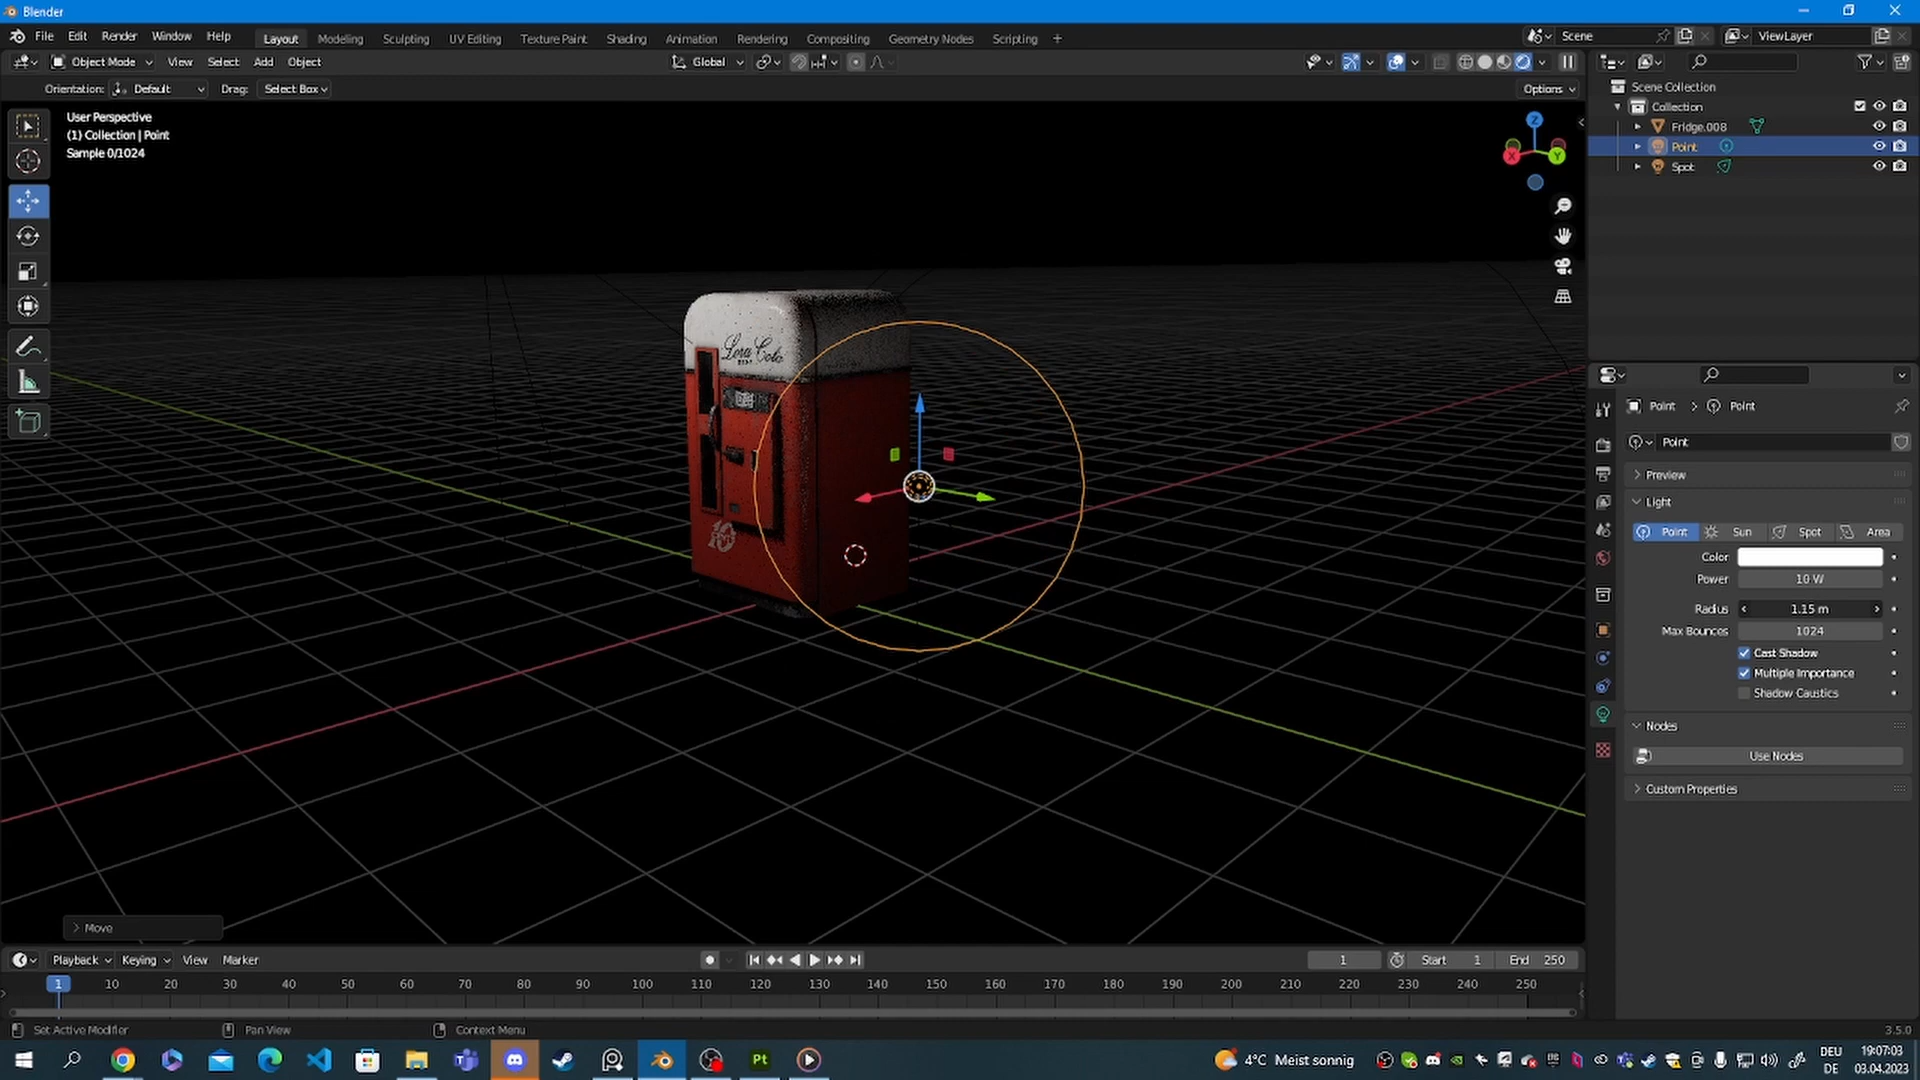 Blender
File Edit Render Window Help Layout Modeling Sculpting UV Editing Texture Paint Shading Animation Rendering Compositing Geometry Nodes Scripting + Scene ViewLayer
Object Mode View Select Add Object Global
Orientation: Default Drag: Select Box Options
User Perspective
(1) Collection | Point
Sample 0/1024
Z
X
Y
Lora Cola
10
Scene Collection
Collection
Fridge.008
Point
Spot
Point > Point
Point
Preview
Light
Point Sun Spot Area
Color
Power 10 W
Radius 1.15 m
Max Bounces 1024
Cast Shadow
Multiple Importance
Shadow Caustics
Nodes
Use Nodes
Custom Properties
Move
Playback Keying View Marker 1 Start 1 End 250
1 10 20 30 40 50 60 70 80 90 100 110 120 130 140 150 160 170 180 190 200 210 220 230 240 250
Set Active Modifier Pan View Context Menu 3.5.0
Pt 4°C Meist sonnig DEU 19:07:03
DE 03.04.2023